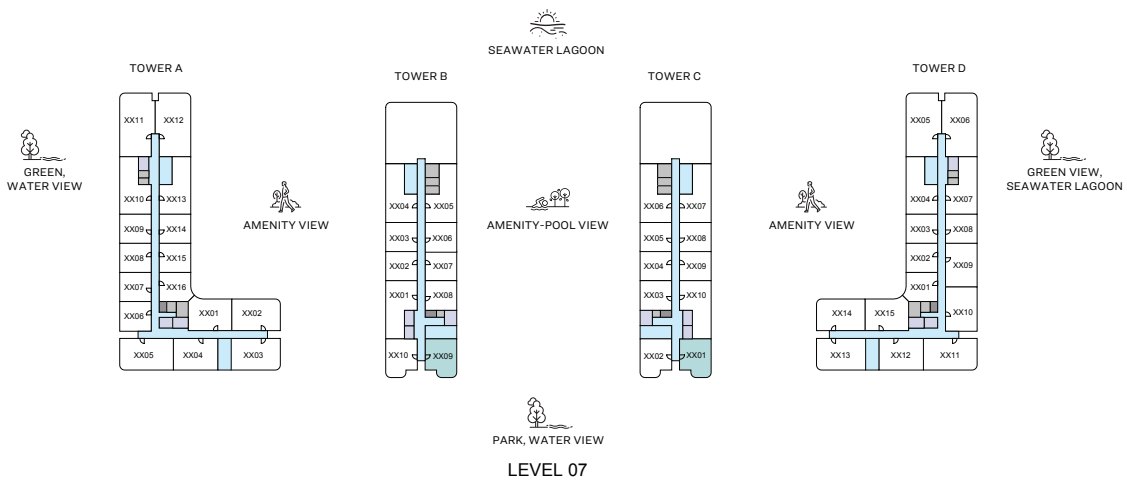 SEAWATER LAGOON
TOWER A
TOWER B
TOWER C
TOWER D
XX11 XX12
XX10 XX13
XX09 XX14
XX08 XX15
XX07 XX16
XX06 XX01 XX02
XX05 XX04 XX03
XX04 XX05
XX03 XX06
XX02 XX07
XX01 XX08
XX10 XX09
XX06 XX07
XX05 XX08
XX04 XX09
XX03 XX10
XX02 XX01
XX05 XX06
XX04 XX07
XX03 XX08
XX02 XX09
XX01
XX14 XX15 XX10
XX13 XX12 XX11
GREEN,
WATER VIEW
AMENITY VIEW
AMENITY-POOL VIEW
AMENITY VIEW
GREEN VIEW,
SEAWATER LAGOON
PARK, WATER VIEW
LEVEL 07